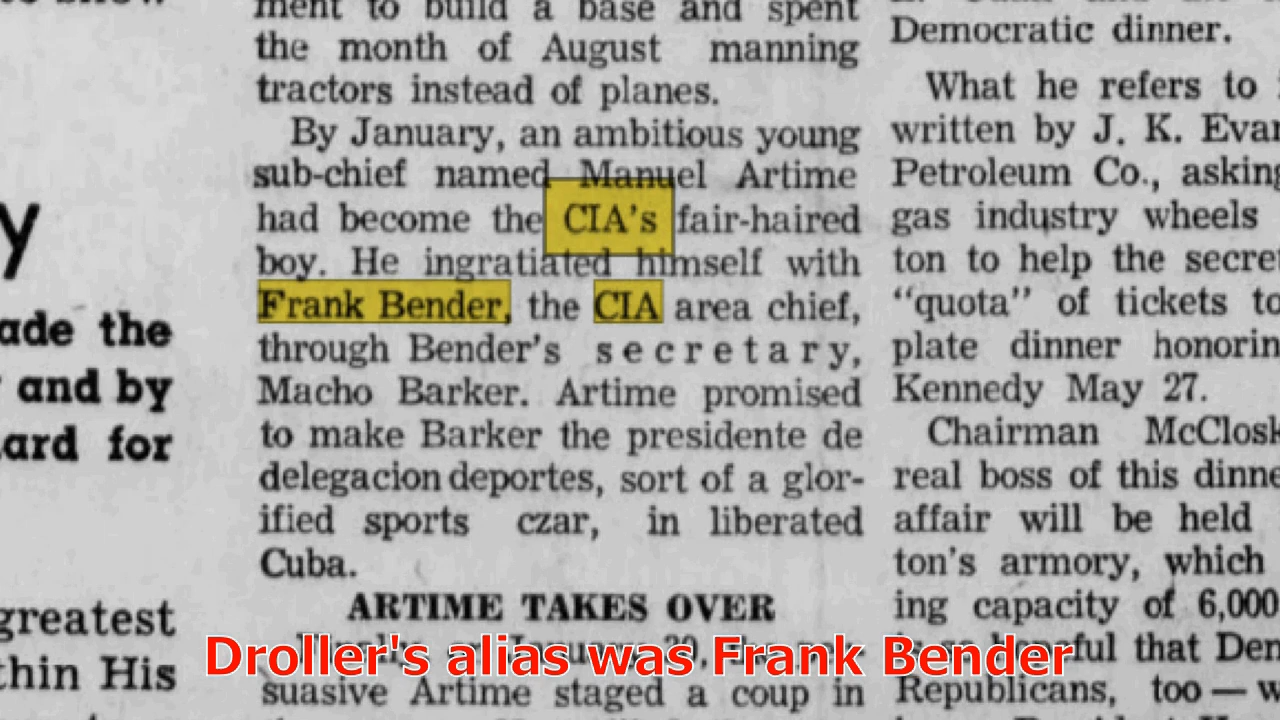 ment to build a base and spent
the month of August manning
tractors instead of planes.
By January, an ambitious young
sub-chief named Manuel Artime
had become the CIA's fair-haired
boy. He ingratiated himself with
Frank Bender, the CIA area chief,
through Bender's secretary,
Macho Barker. Artime promised
to make Barker the presidente de
delegacion deportes, sort of a glor-
ified sports czar, in liberated
Cuba.
ARTIME TAKES OVER
suasive Artime staged a coup in
Democratic dinner.
What he refers to
written by J. K.
Petroleum Co., asking
gas industry wheels
ton to help the
"quota" of tickets to
plate dinner
Kennedy May 27.
Chairman
real boss of this
affair will be held
ton's armory, which
ing capacity of 6,000
that
Republicans, too —
ade the
and by
ard for
greatest
thin His
Droller's alias was Frank Bender